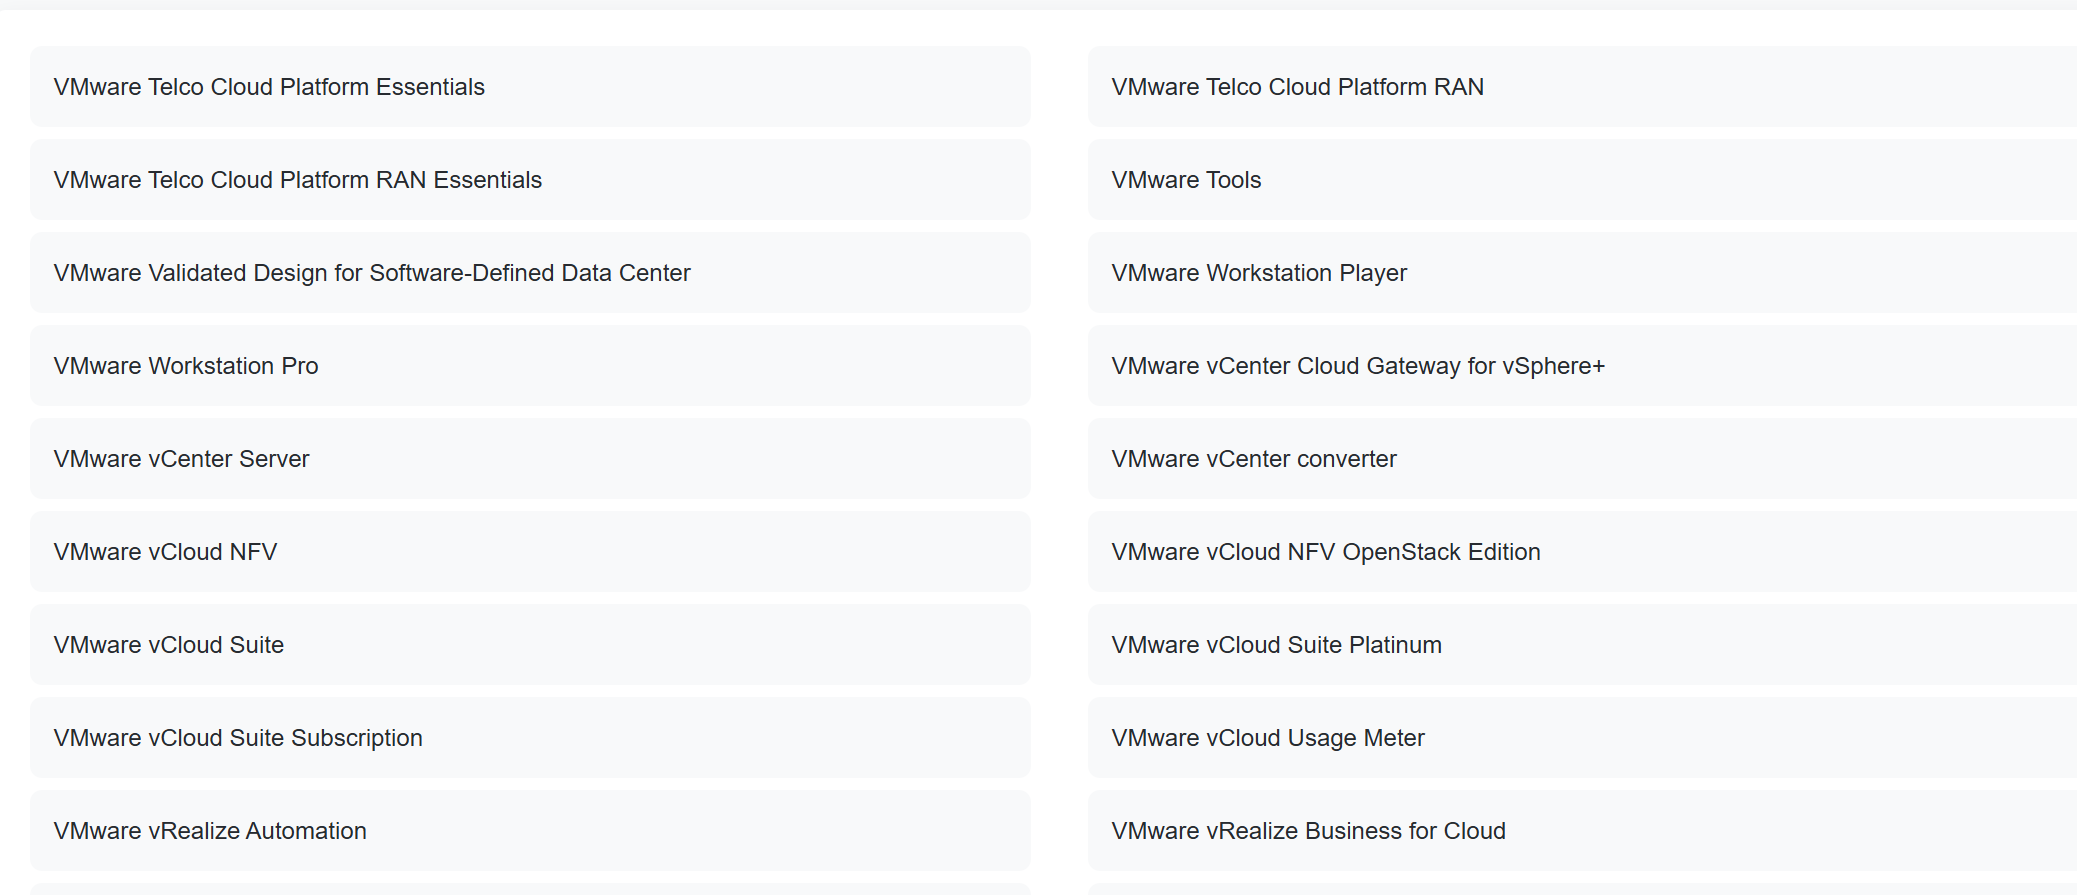 VMware Telco Cloud Platform Essentials
VMware Telco Cloud Platform RAN
VMware Telco Cloud Platform RAN Essentials
VMware Tools
VMware Validated Design for Software-Defined Data Center
VMware Workstation Player
VMware Workstation Pro
VMware vCenter Cloud Gateway for vSphere+
VMware vCenter Server
VMware vCenter converter
VMware vCloud NFV
VMware vCloud NFV OpenStack Edition
VMware vCloud Suite
VMware vCloud Suite Platinum
VMware vCloud Suite Subscription
VMware vCloud Usage Meter
VMware vRealize Automation
VMware vRealize Business for Cloud